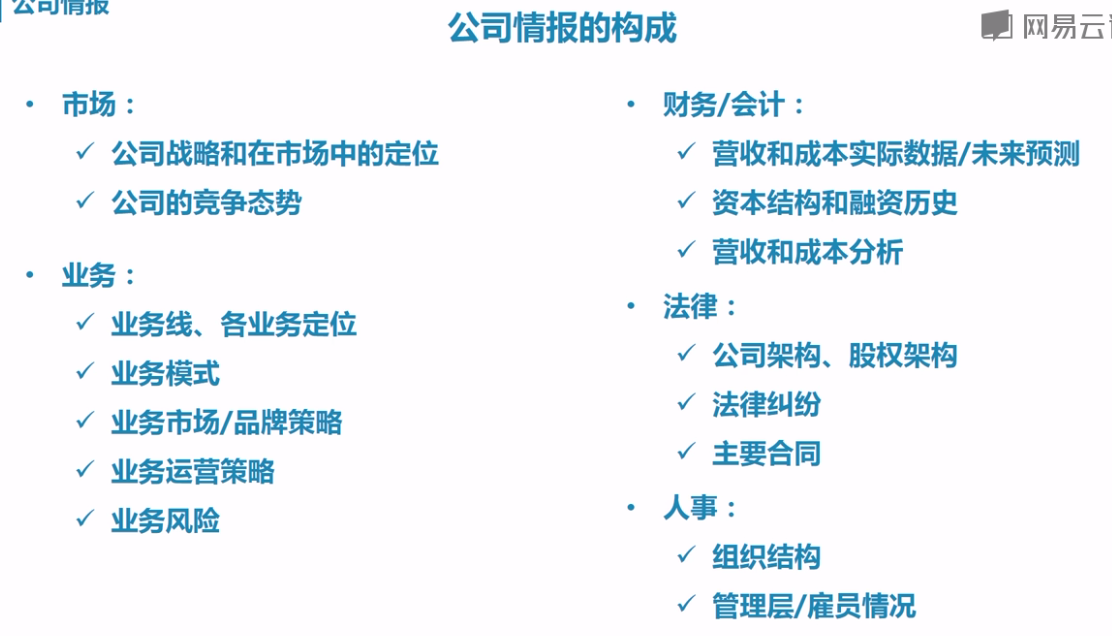 公司情报
公司情报的构成
网易云
• 市场：
✓ 公司战略和在市场中的定位
✓ 公司的竞争态势
• 业务：
✓ 业务线、各业务定位
✓ 业务模式
✓ 业务市场/品牌策略
✓ 业务运营策略
✓ 业务风险
• 财务/会计：
✓ 营收和成本实际数据/未来预测
✓ 资本结构和融资历史
✓ 营收和成本分析
• 法律：
✓ 公司架构、股权架构
✓ 法律纠纷
✓ 主要合同
• 人事：
✓ 组织结构
✓ 管理层/雇员情况